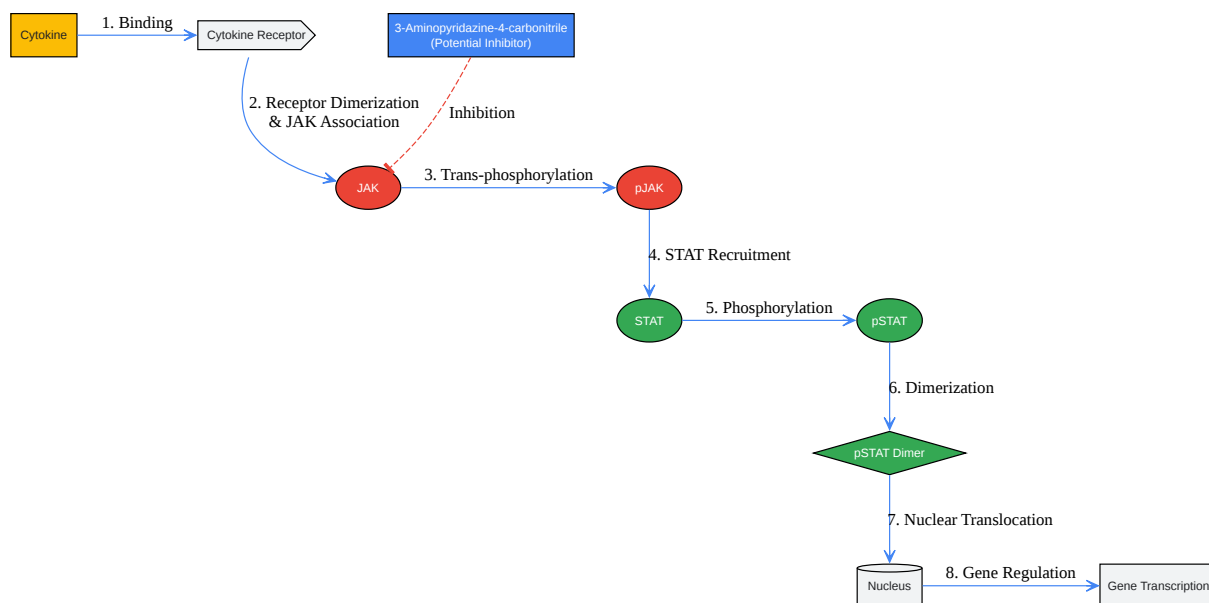 Cytokine
1. Binding
Cytokine Receptor
3-Aminopyridazine-4-carbonitrile
(Potential Inhibitor)
2. Receptor Dimerization
& JAK Association
Inhibition
JAK
3. Trans-phosphorylation
pJAK
4. STAT Recruitment
STAT
5. Phosphorylation
pSTAT
6. Dimerization
pSTAT Dimer
7. Nuclear Translocation
Nucleus
8. Gene Regulation
Gene Transcription